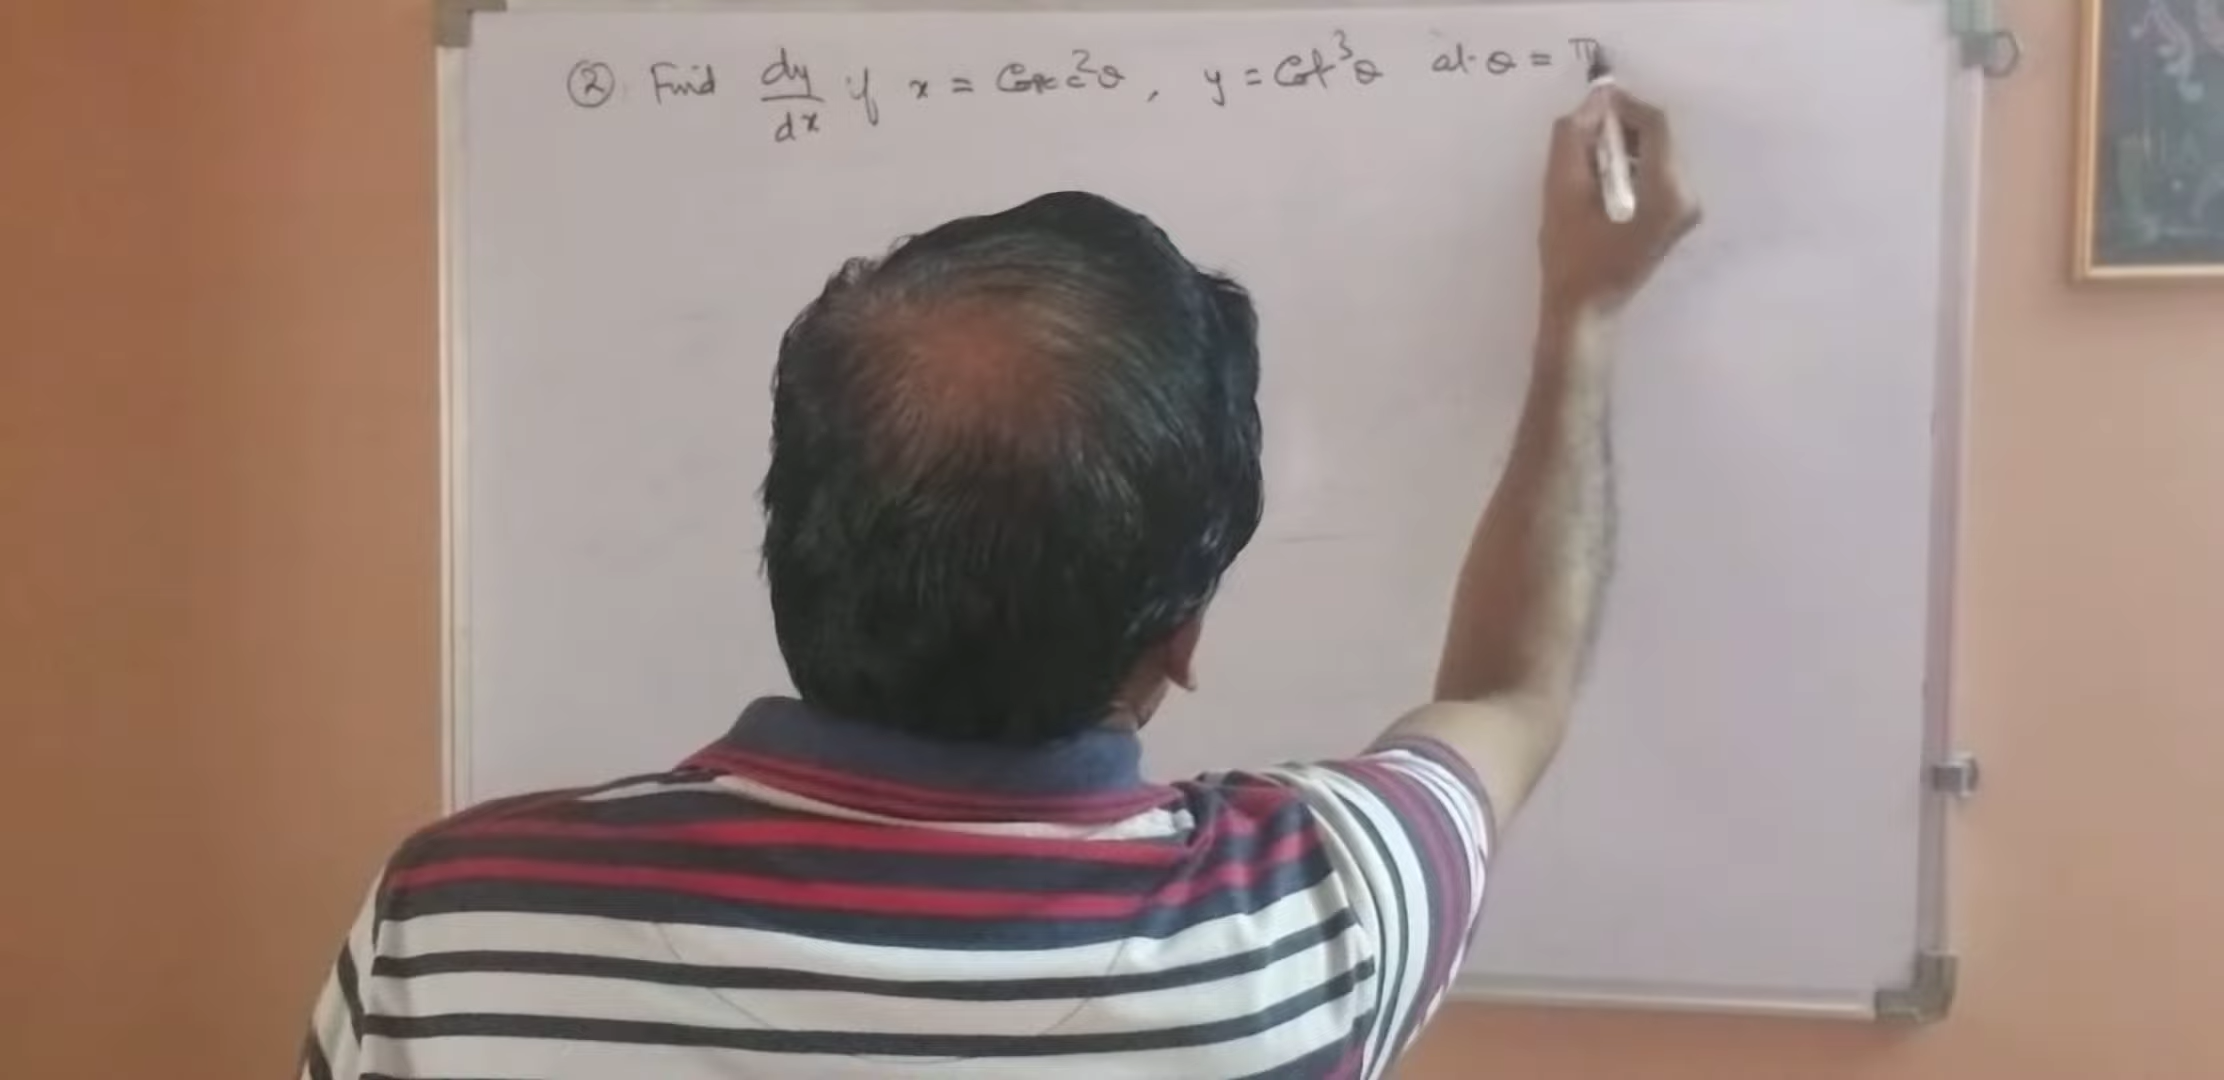 ② Find dy/dx if x = Cosec²θ, y = Cot³θ at θ = π